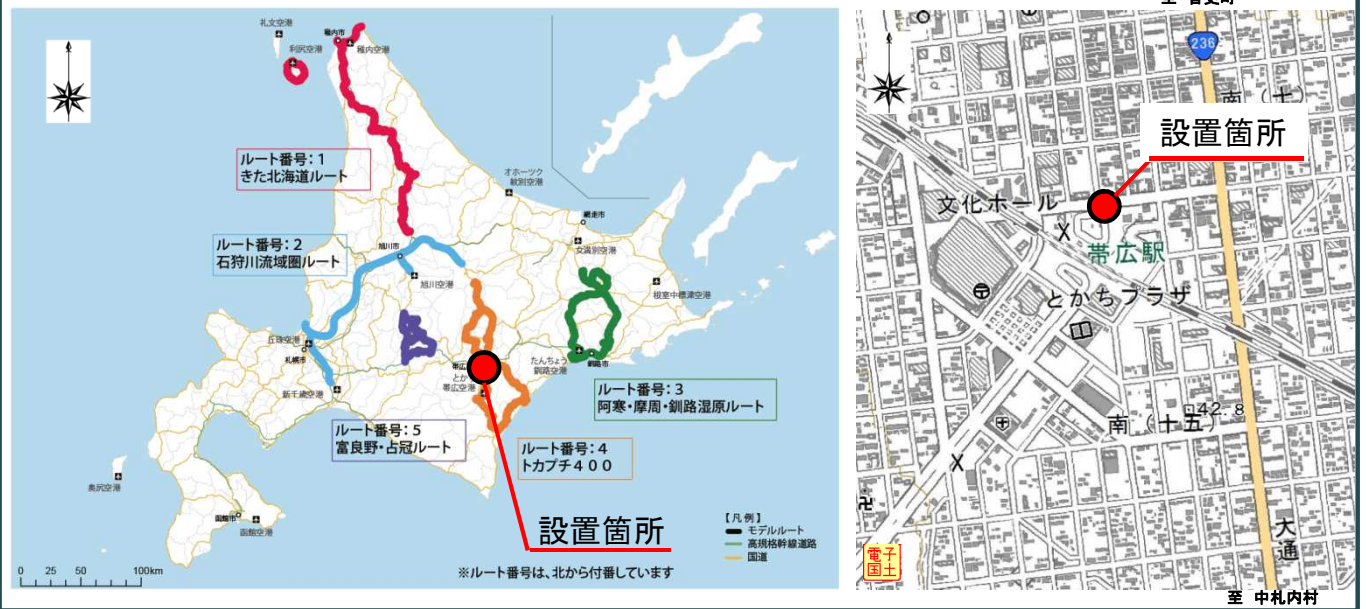 礼文空港
利尻空港
稚内市
稚内空港
ルート番号：1
きた北海道ルート
オホーツク
紋別空港
網走市
女満別空港
ルート番号：2
石狩川流域圏ルート
旭川市
旭川空港
根室中標津空港
丘珠空港
札幌市
新千歳空港
帯広
とか
帯広空港
たんちょう
釧路空港
釧路市
ルート番号：3
阿寒・摩周・釧路湿原ルート
ルート番号：5
富良野・占冠ルート
ルート番号：4
トカプチ４００
奥尻空港
函館市
函館空港
設置箇所
【凡例】
モデルルート
高規格幹線道路
国道
0 25 50 100km
※ルート番号は、北から付番しています
236
南（十
設置箇所
文化ホール
帯広駅
とかちプラザ
42.8
南（十五）
大通
電子
国土
至 中札内村